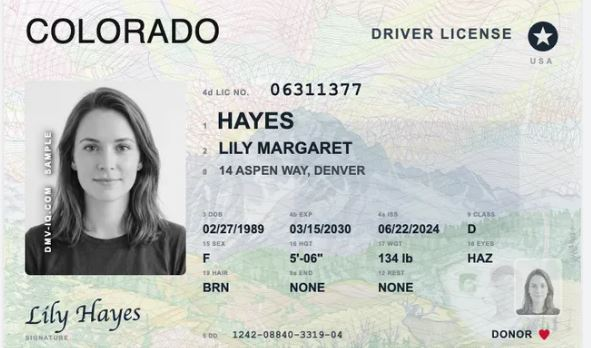 COLORADO
DRIVER LICENSE
USA
4d LIC NO. 06311377
1 HAYES
2 LILY MARGARET
8 14 ASPEN WAY, DENVER
3 DOB 4b EXP 4a ISS 9 CLASS
02/27/1989 03/15/2030 06/22/2024 D
15 SEX 16 HGT 17 WGT 18 EYES
F 5'-06" 134 lb HAZ
19 HAIR 9a END 12 REST
BRN NONE NONE
DMV-IQ.COM SAMPLE
Lily Hayes
SIGNATURE
5 DD 1242-08840-3319-04
DONOR